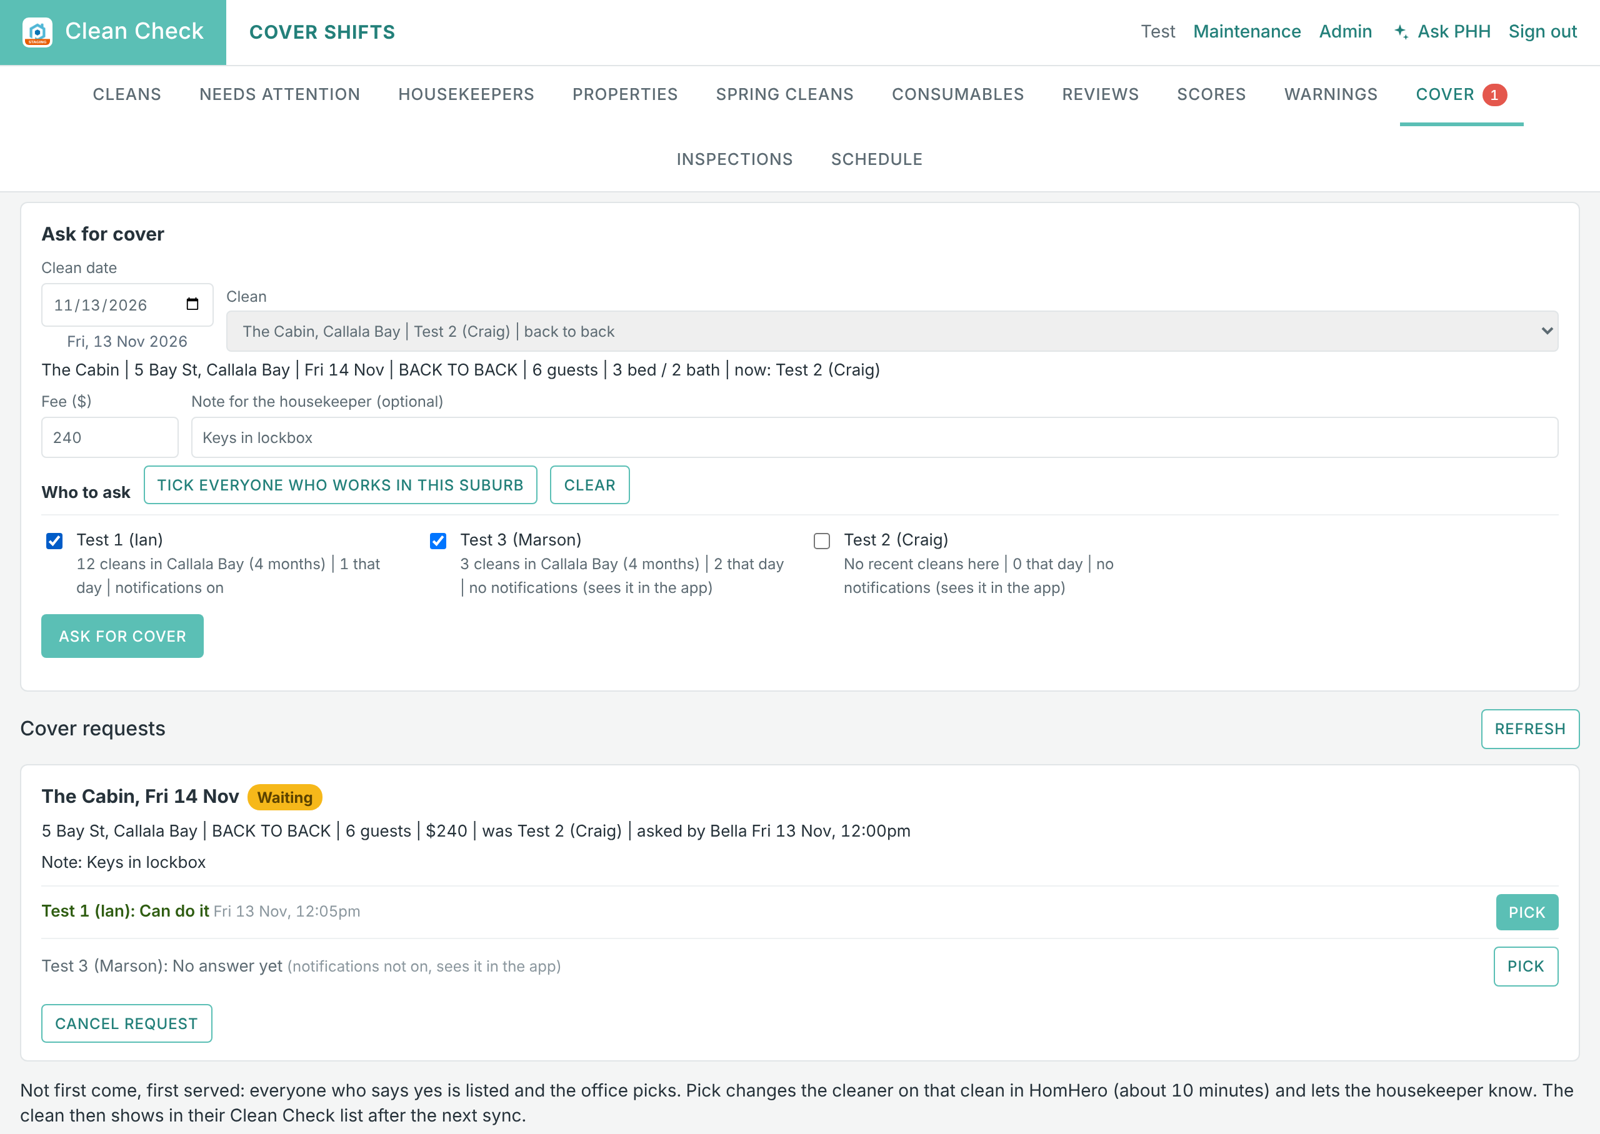 Clean Check
COVER SHIFTS
Test Maintenance Admin Ask PHH Sign out
CLEANS NEEDS ATTENTION HOUSEKEEPERS PROPERTIES SPRING CLEANS CONSUMABLES REVIEWS SCORES WARNINGS COVER 1
INSPECTIONS SCHEDULE
Ask for cover
Clean date
11/13/2026
Fri, 13 Nov 2026
Clean
The Cabin, Callala Bay | Test 2 (Craig) | back to back
The Cabin | 5 Bay St, Callala Bay | Fri 14 Nov | BACK TO BACK | 6 guests | 3 bed / 2 bath | now: Test 2 (Craig)
Fee ($)
240
Note for the housekeeper (optional)
Keys in lockbox
Who to ask
TICK EVERYONE WHO WORKS IN THIS SUBURB
CLEAR
Test 1 (Ian)
12 cleans in Callala Bay (4 months) | 1 that
day | notifications on
Test 3 (Marson)
3 cleans in Callala Bay (4 months) | 2 that day
| no notifications (sees it in the app)
Test 2 (Craig)
No recent cleans here | 0 that day | no
notifications (sees it in the app)
ASK FOR COVER
Cover requests
REFRESH
The Cabin, Fri 14 Nov Waiting
5 Bay St, Callala Bay | BACK TO BACK | 6 guests | $240 | was Test 2 (Craig) | asked by Bella Fri 13 Nov, 12:00pm
Note: Keys in lockbox
Test 1 (Ian): Can do it Fri 13 Nov, 12:05pm
PICK
Test 3 (Marson): No answer yet (notifications not on, sees it in the app)
PICK
CANCEL REQUEST
Not first come, first served: everyone who says yes is listed and the office picks. Pick changes the cleaner on that clean in HomHero (about 10 minutes) and lets the housekeeper know. The
clean then shows in their Clean Check list after the next sync.